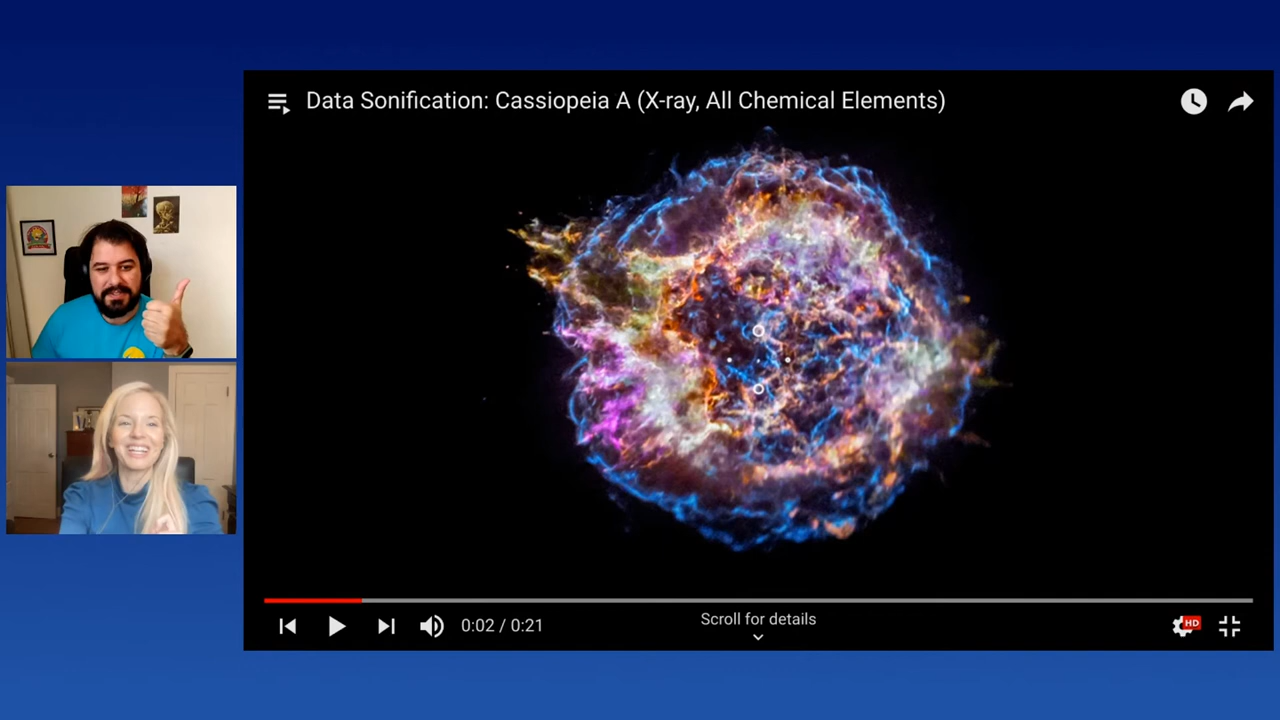 Data Sonification: Cassiopeia A (X-ray, All Chemical Elements)
0:02 / 0:21
Scroll for details
HD